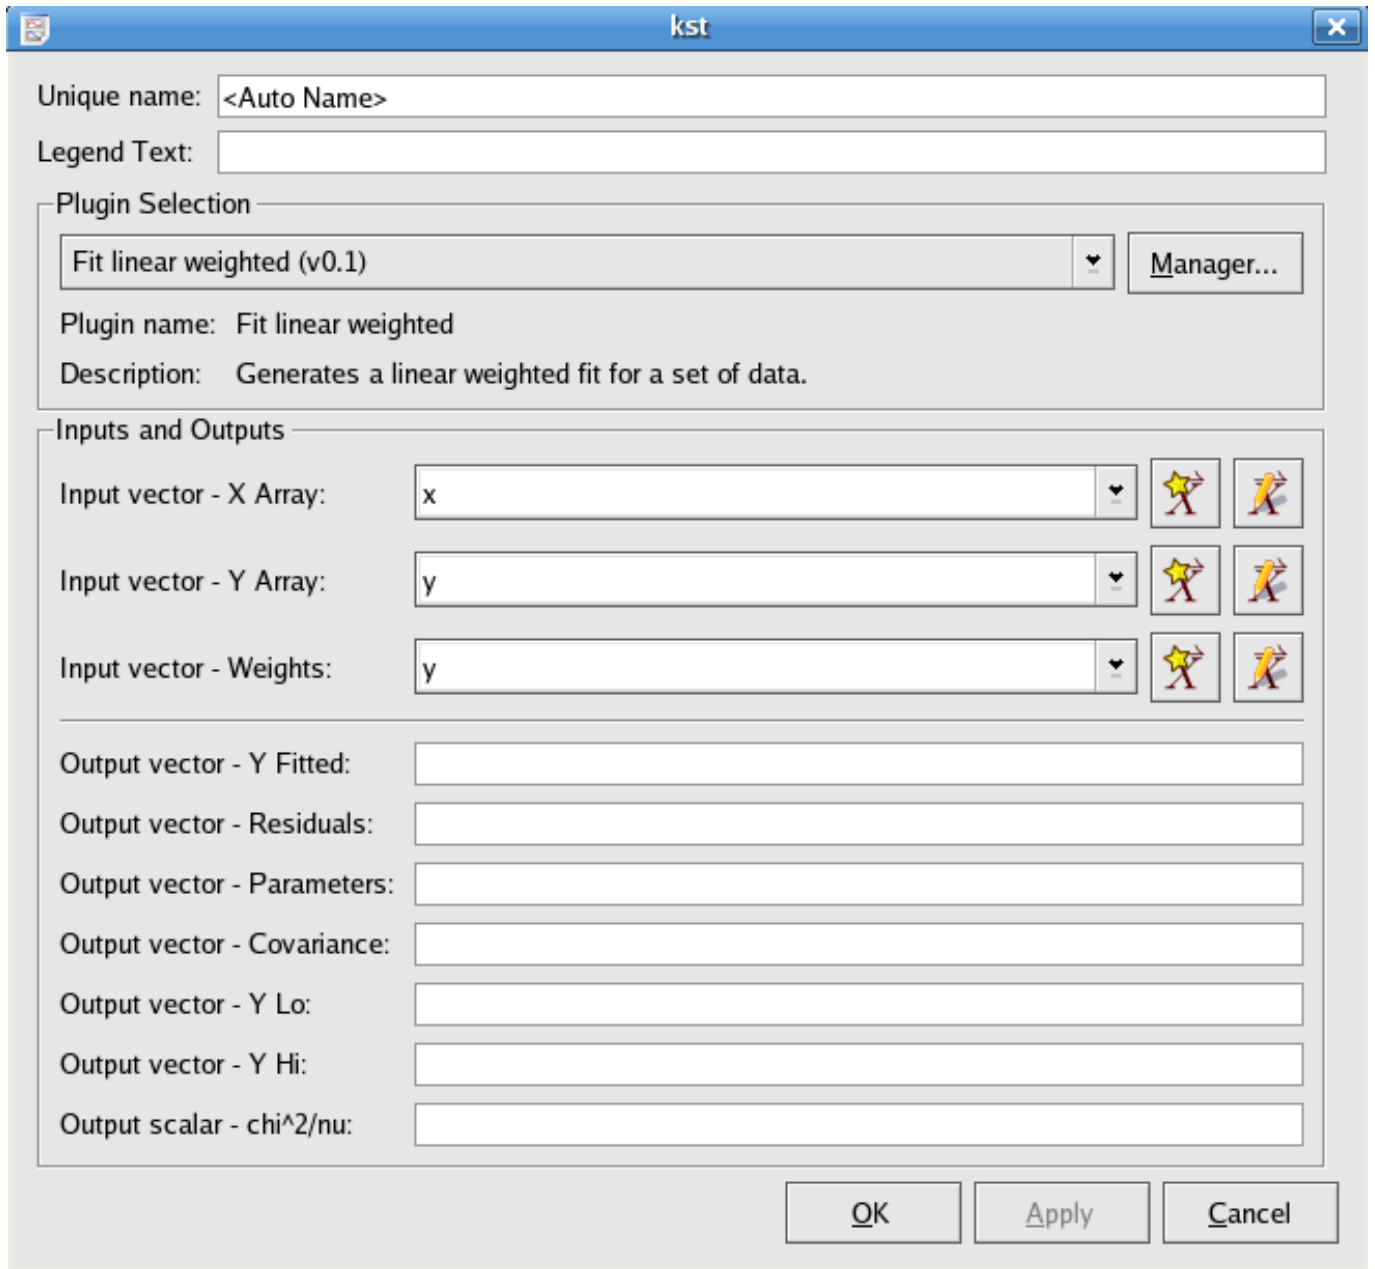 kst
Unique name: <Auto Name>
Legend Text:
Plugin Selection
Fit linear weighted (v0.1) Manager...
Plugin name: Fit linear weighted
Description: Generates a linear weighted fit for a set of data.
Inputs and Outputs
Input vector - X Array: x
Input vector - Y Array: y
Input vector - Weights: y
Output vector - Y Fitted:
Output vector - Residuals:
Output vector - Parameters:
Output vector - Covariance:
Output vector - Y Lo:
Output vector - Y Hi:
Output scalar - chi^2/nu:
OK Apply Cancel